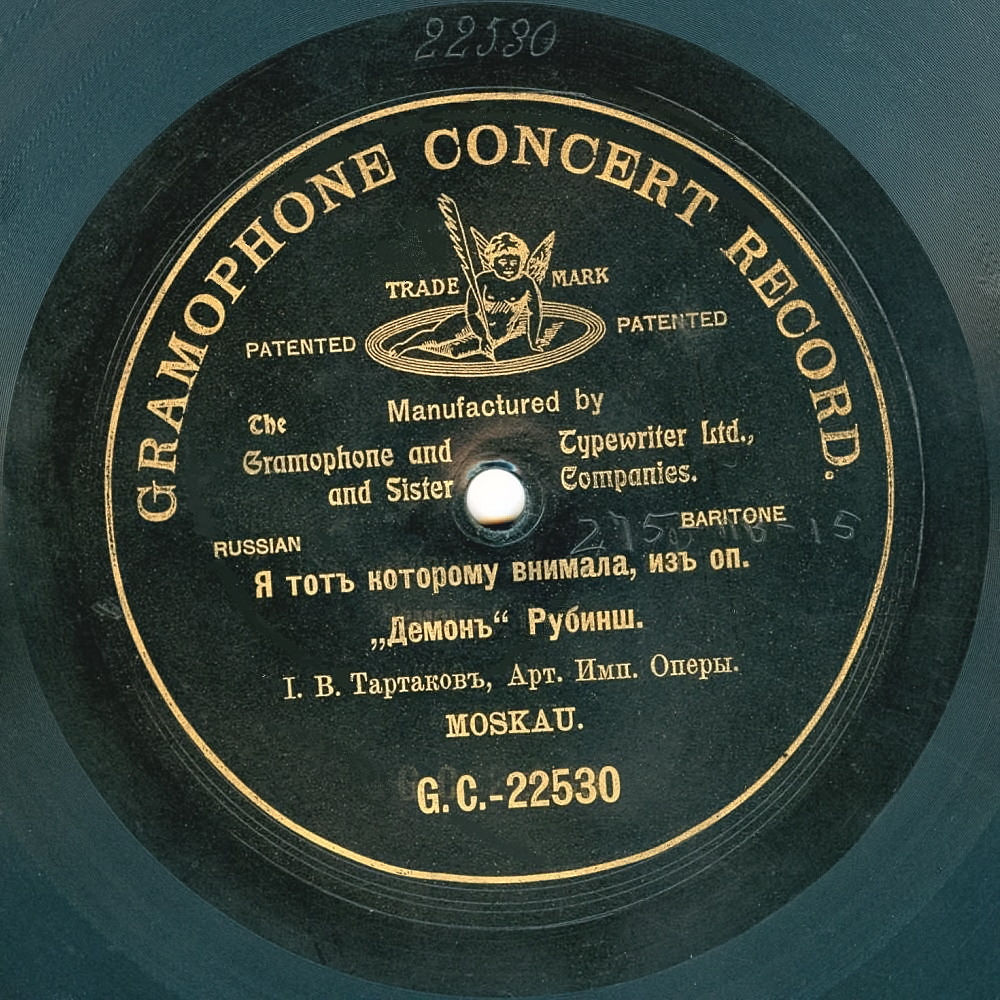 22530
GRAMOPHONE CONCERT RECORD.
TRADE MARK
PATENTED PATENTED
Manufactured by
The
Gramophone and Typewriter Ltd.,
and Sister Companies.
RUSSIAN BARITONE
Я тотъ которому внимала, изъ оп.
„Демонъ“ Рубинш.
І. В. Тартаковъ, Арт. Имп. Оперы.
MOSKAU.
G.C.-22530